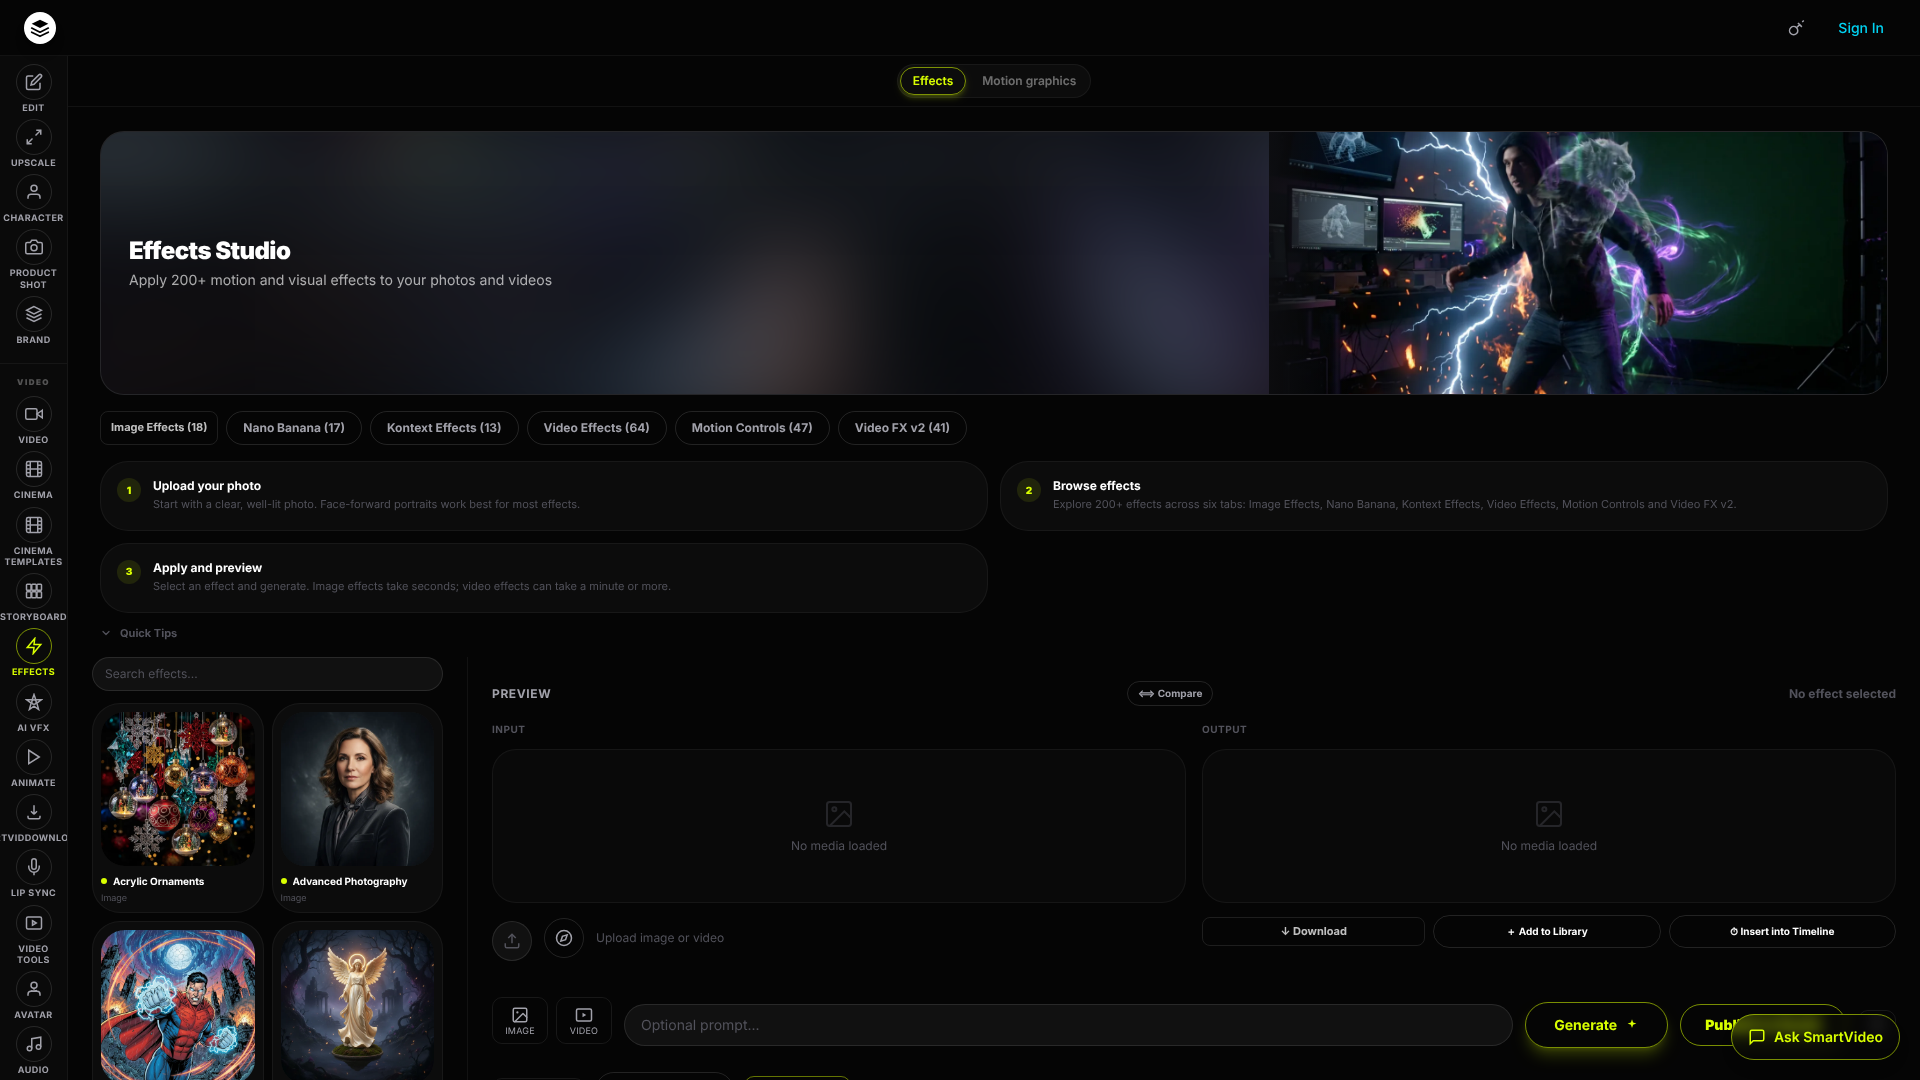 Sign In
EDIT
UPSCALE
CHARACTER
PRODUCT
SHOT
BRAND
VIDEO
VIDEO
CINEMA
CINEMA
TEMPLATES
STORYBOARD
EFFECTS
AI VFX
ANIMATE
TVIDDOWNLO
LIP SYNC
VIDEO
TOOLS
AVATAR
AUDIO
Effects
Motion graphics
Effects Studio
Apply 200+ motion and visual effects to your photos and videos
Image Effects (18)
Nano Banana (17)
Kontext Effects (13)
Video Effects (64)
Motion Controls (47)
Video FX v2 (41)
1
Upload your photo
Start with a clear, well-lit photo. Face-forward portraits work best for most effects.
2
Browse effects
Explore 200+ effects across six tabs: Image Effects, Nano Banana, Kontext Effects, Video Effects, Motion Controls and Video FX v2.
3
Apply and preview
Select an effect and generate. Image effects take seconds; video effects can take a minute or more.
Quick Tips
Search effects...
Acrylic Ornaments
Image
Advanced Photography
Image
PREVIEW
Compare
No effect selected
INPUT
No media loaded
Upload image or video
OUTPUT
No media loaded
Download
+ Add to Library
Insert into Timeline
IMAGE
VIDEO
Optional prompt...
Generate
Publ
Ask SmartVideo